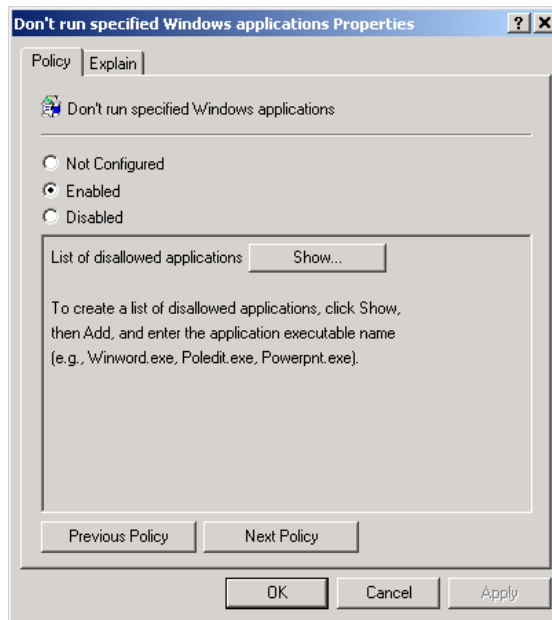 Don't run specified Windows applications Properties
Policy
Explain
Don't run specified Windows applications
Not Configured
Enabled
Disabled
List of disallowed applications
Show...
To create a list of disallowed applications, click Show,
then Add, and enter the application executable name
(e.g., Winword.exe, Poledit.exe, Powerpnt.exe).
Previous Policy
Next Policy
OK
Cancel
Apply